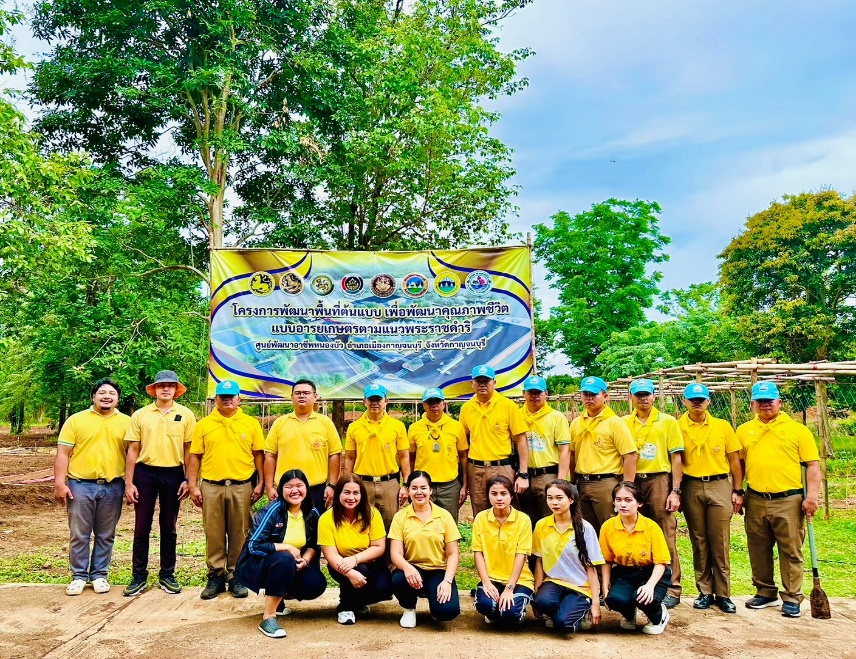 โครงการพัฒนาพื้นที่ต้นแบบ เพื่อพัฒนาคุณภาพชีวิต
แบบอารยเกษตรตามแนวพระราชดำริ
ศูนย์พัฒนาอาชีพหนองบัว อำเภอเมืองกาญจนบุรี จังหวัดกาญจนบุรี